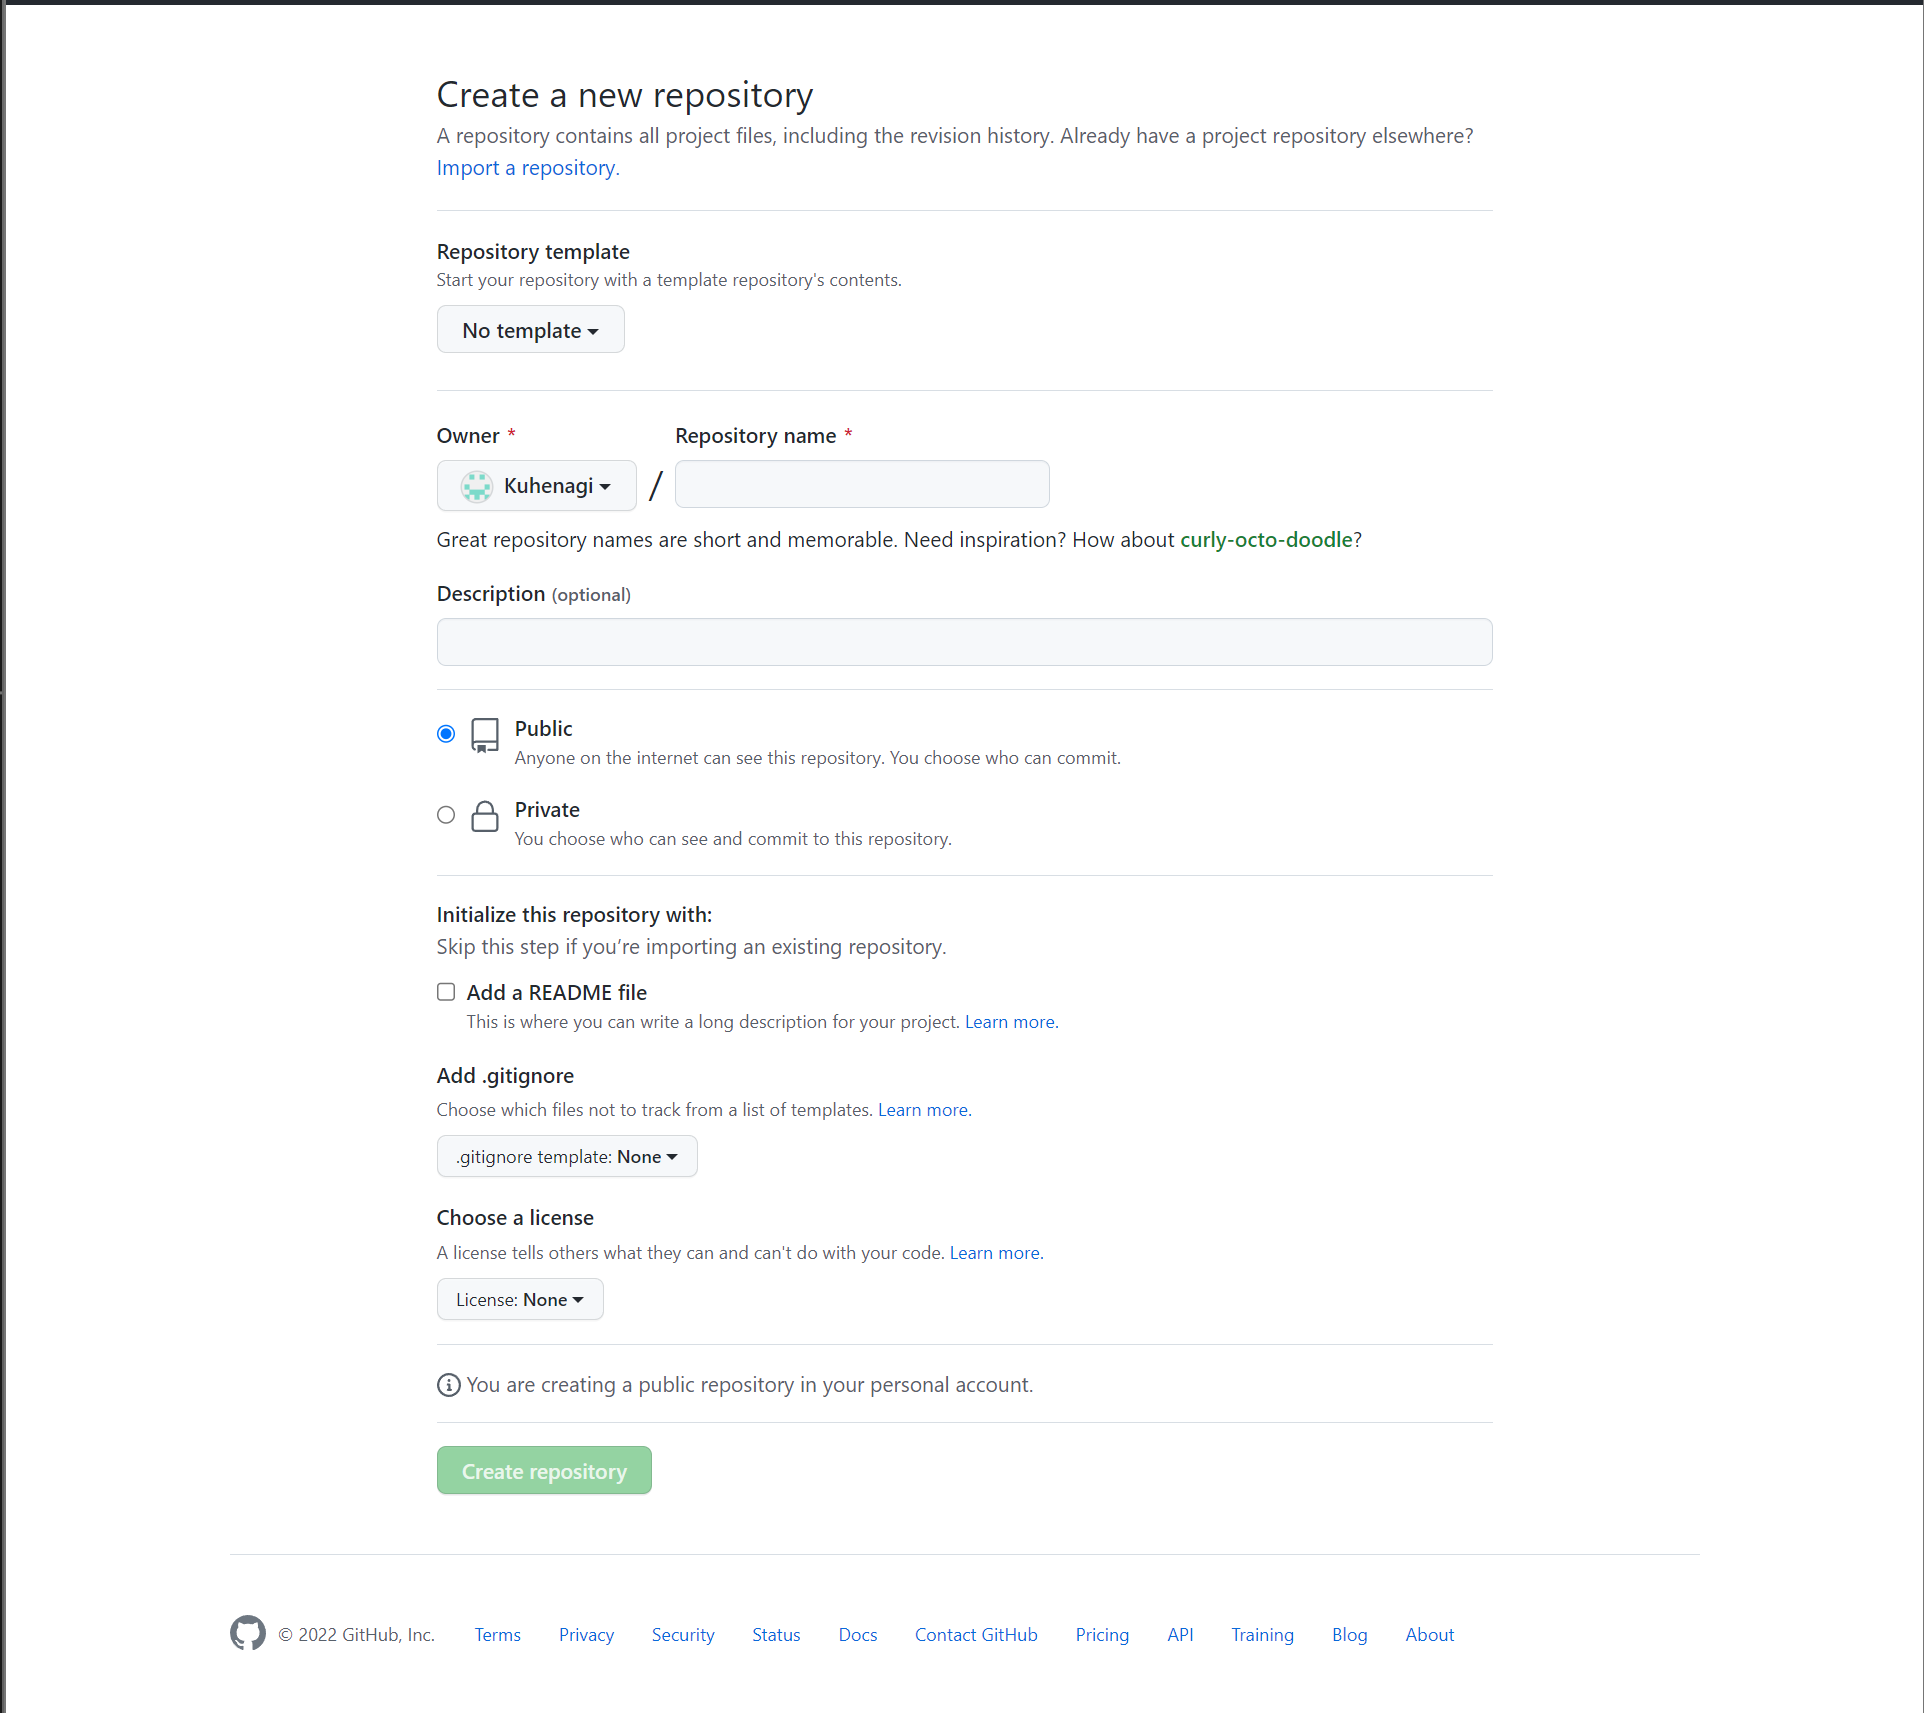 Create a new repository
A repository contains all project files, including the revision history. Already have a project repository elsewhere?
Import a repository.
Repository template
Start your repository with a template repository's contents.
No template
Owner * Repository name *
Kuhenagi /
Great repository names are short and memorable. Need inspiration? How about curly-octo-doodle?
Description (optional)
Public
Anyone on the internet can see this repository. You choose who can commit.
Private
You choose who can see and commit to this repository.
Initialize this repository with:
Skip this step if you’re importing an existing repository.
Add a README file
This is where you can write a long description for your project. Learn more.
Add .gitignore
Choose which files not to track from a list of templates. Learn more.
.gitignore template: None
Choose a license
A license tells others what they can and can't do with your code. Learn more.
License: None
You are creating a public repository in your personal account.
Create repository
© 2022 GitHub, Inc. Terms Privacy Security Status Docs Contact GitHub Pricing API Training Blog About